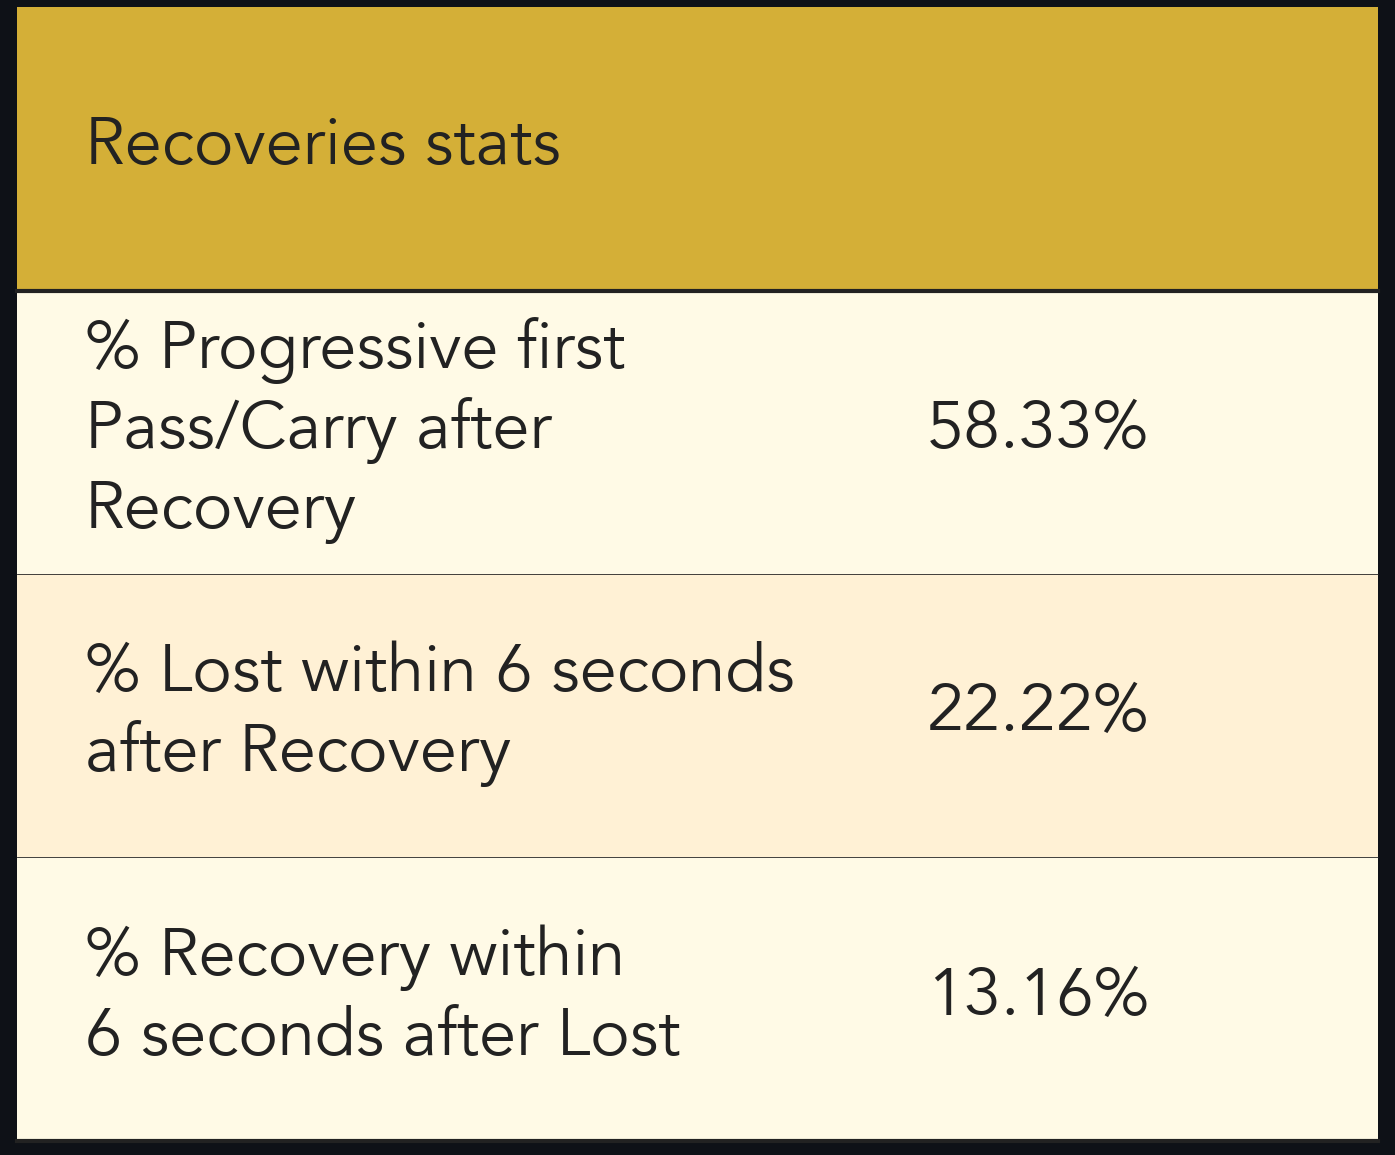 Recoveries stats
% Progressive first
Pass/Carry after
Recovery
58.33%
% Lost within 6 seconds
after Recovery
22.22%
% Recovery within
6 seconds after Lost
13.16%